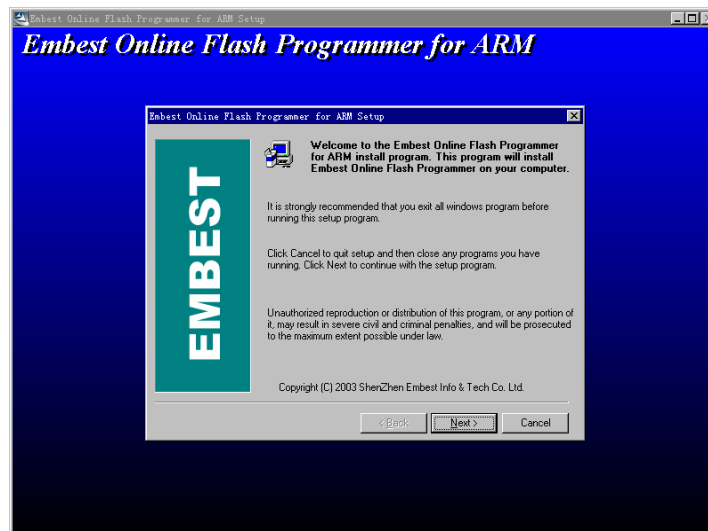 Embest Online Flash Programmer for ARM Setup
Embest Online Flash Programmer for ARM
Embest Online Flash Programmer for ARM Setup
EMBEST
Welcome to the Embest Online Flash Programmer
for ARM install program. This program will install
Embest Online Flash Programmer on your computer.
It is strongly recommended that you exit all windows program before
running this setup program.
Click Cancel to quit setup and then close any programs you have
running. Click Next to continue with the setup program.
Unauthorized reproduction or distribution of this program, or any portion of
it, may result in severe civil and criminal penalties, and will be prosecuted
to the maximum extent possible under law.
Copyright (C) 2003 ShenZhen Embest Info & Tech Co. Ltd.
< Back Next > Cancel